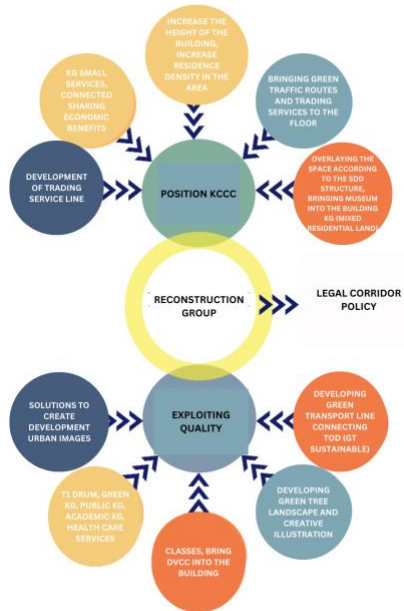 INCREASE THE
HEIGHT OF THE
BUILDING,
INCREASE
RESIDENCE
DENSITY IN THE
AREA
KG SMALL
SERVICES,
CONNECTED
SHARING
ECONOMIC
BENEFITS
BRINGING GREEN
TRAFFIC ROUTES
AND TRADING
SERVICES TO THE
FLOOR
DEVELOPMENT
OF TRADING
SERVICE LINE
POSITION KCCC
OVERLAYING THE
SPACE ACCORDING
TO THE SDD
STRUCTURE,
BRINGING MUSEUM
INTO THE BUILDING
KG (MIXED
RESIDENTIAL LAND)
RECONSTRUCTION
GROUP
LEGAL CORRIDOR
POLICY
SOLUTIONS TO
CREATE
DEVELOPMENT
URBAN IMAGES
EXPLOITING
QUALITY
DEVELOPING
GREEN
TRANSPORT LINE
CONNECTING
TOD (GT
SUSTAINABLE)
T1 DRUM, GREEN
KG, PUBLIC KG,
ACADEMIC KG,
HEALTH CARE
SERVICES
DEVELOPING
GREEN TREE
LANDSCAPE AND
CREATIVE
ILLUSTRATION
CLASSES, BRING
DVCC INTO THE
BUILDING